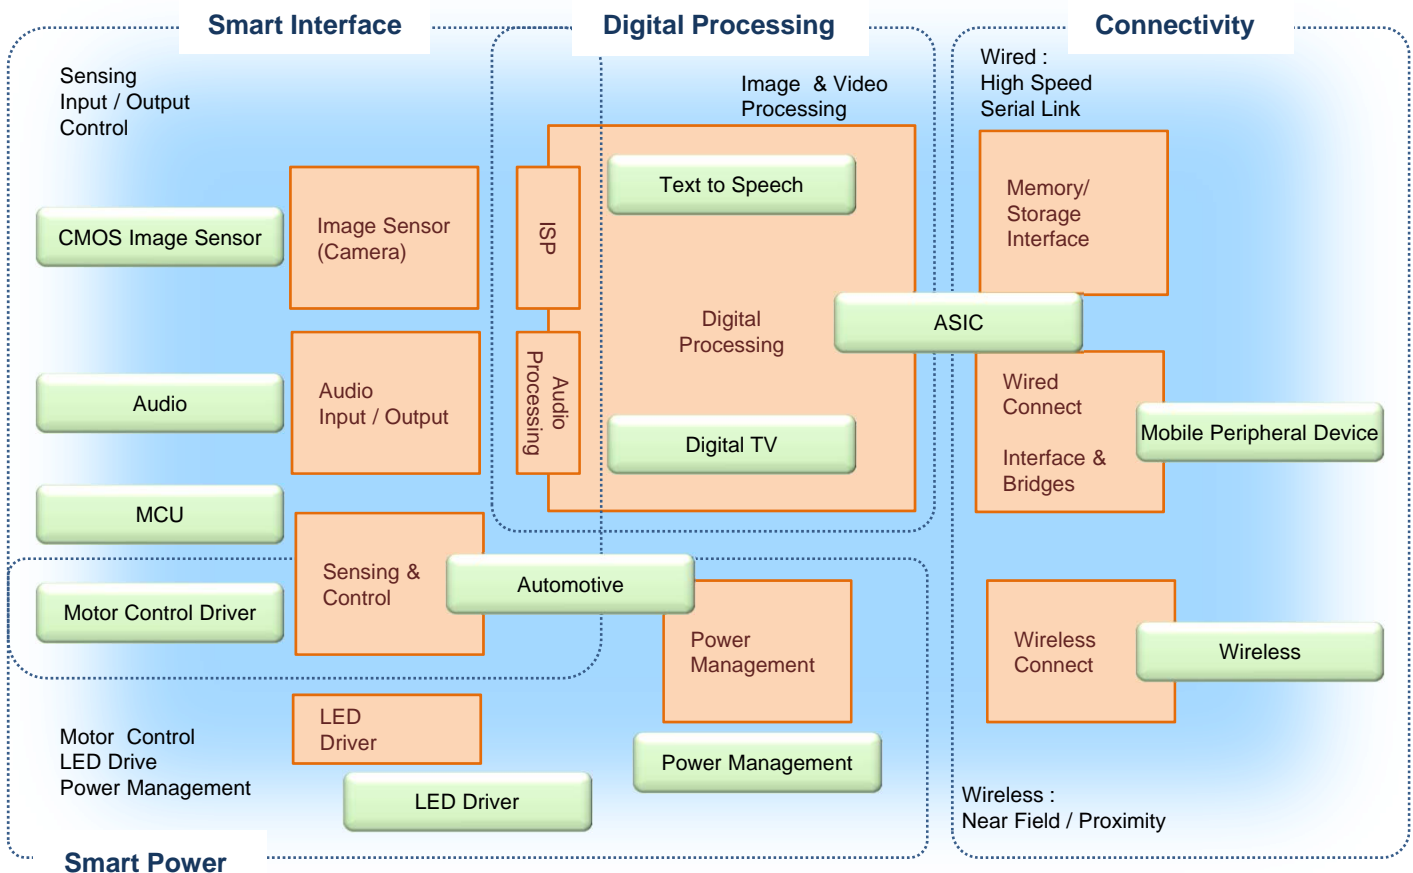 Smart Interface
Digital Processing
Connectivity
Sensing
Input / Output
Control
Image & Video
Processing
Wired :
High Speed
Serial Link
CMOS Image Sensor
Image Sensor
(Camera)
ISP
Text to Speech
Memory/
Storage
Interface
Digital
Processing
ASIC
Audio
Audio
Input / Output
Audio
Processing
Digital TV
Wired
Connect
Interface &
Bridges
Mobile Peripheral Device
MCU
Motor Control Driver
Sensing &
Control
Automotive
Power
Management
Wireless
Connect
Wireless
LED
Driver
Motor Control
LED Drive
Power Management
LED Driver
Power Management
Wireless :
Near Field / Proximity
Smart Power